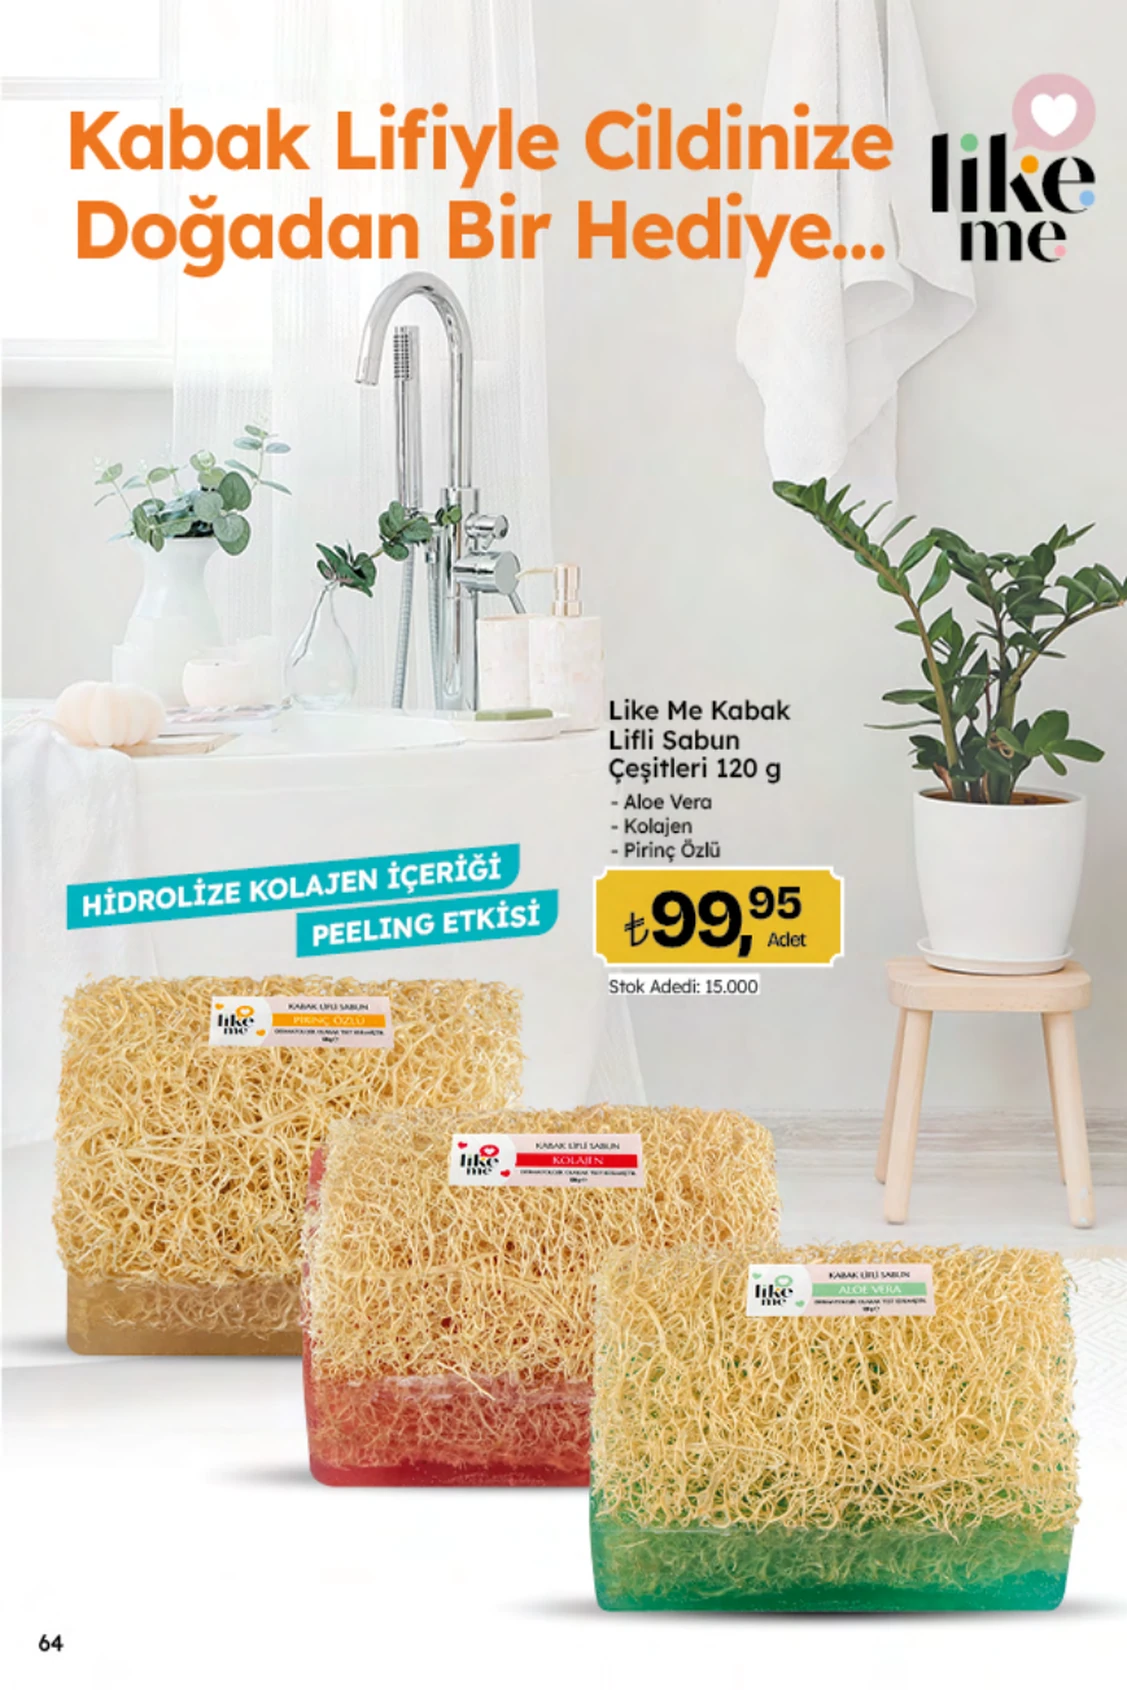 Kabak Lifiyle Cildinize
Doğadan Bir Hediye...
like
me
Like Me Kabak
Lifli Sabun
Çeşitleri 120 g
- Aloe Vera
- Kolajen
- Pirinç Özlü
HİDROLİZE KOLAJEN İÇERİĞİ
PEELING ETKİSİ
₺99,95
Adet
Stok Adedi: 15.000
like
me
KABAK LİFLİ SABUN
PİRİNÇ ÖZLÜ
like
me
KABAK LİFLİ SABUN
KOLAJEN
like
me
KABAK LİFLİ SABUN
ALOE VERA
64